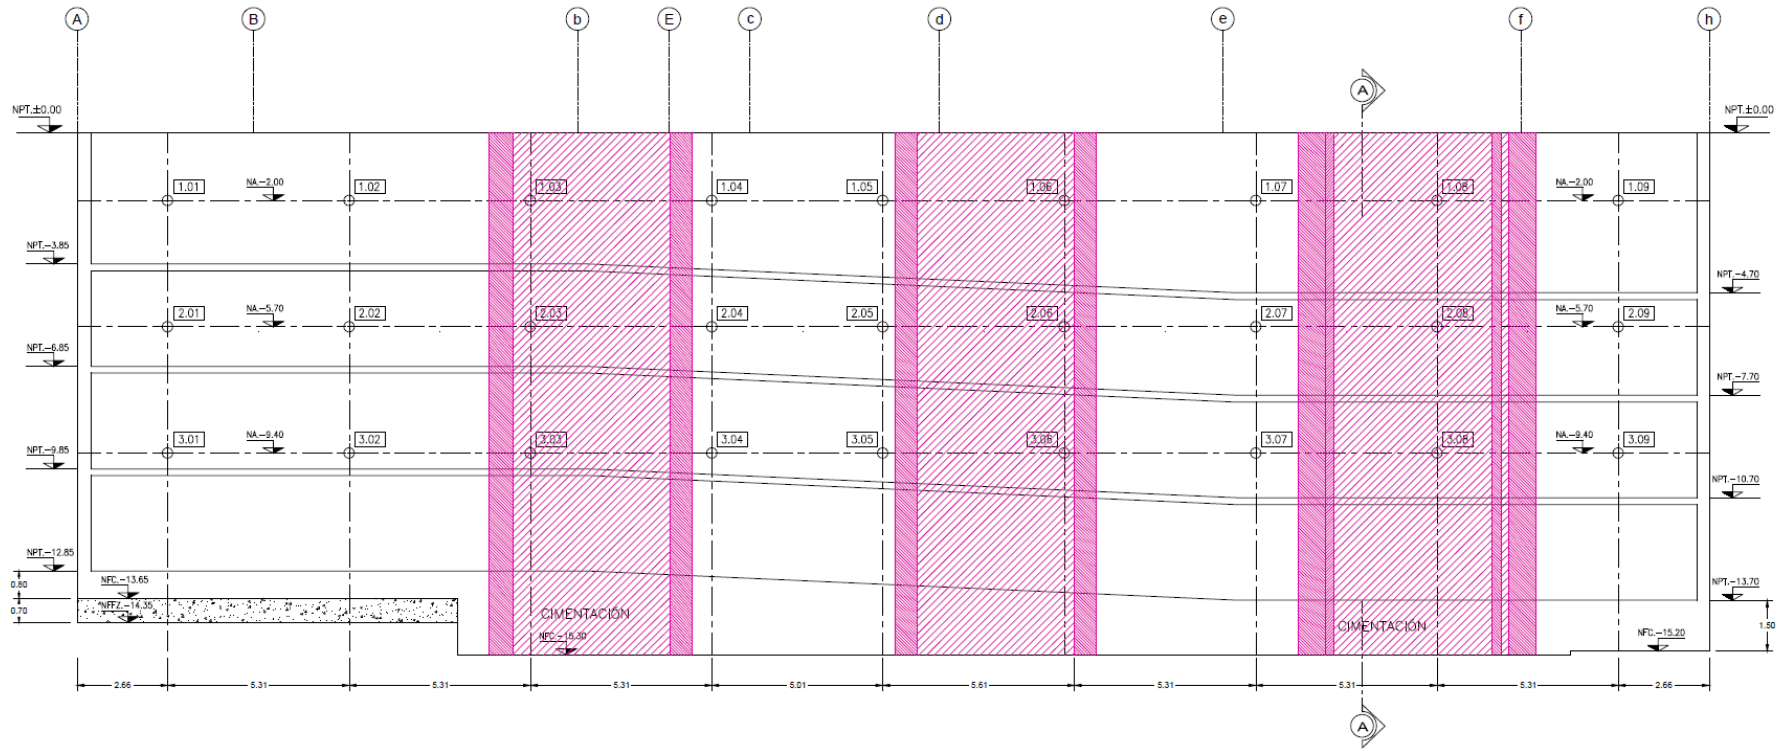 A B b E c d e f h
A
NPT.±0.00 NPT.±0.00
1.01 NA.−2.00 1.02 1.03 1.04 1.05 1.06 1.07 1.08 NA.−2.00 1.09
NPT.−3.85
NPT.−4.70
2.01 NA.−5.70 2.02 2.03 2.04 2.05 2.06 2.07 2.08 NA.−5.70 2.09
NPT.−6.85
NPT.−7.70
3.01 NA.−9.40 3.02 3.03 3.04 3.05 3.06 3.07 3.08 NA.−9.40 3.09
NPT.−9.85
NPT.−10.70
NPT.−12.85
0.80 NFC.−13.65 NPT.−13.70
0.70 NFFZ.−14.35 CIMENTACIÓN CIMENTACIÓN 1.50
NFC.−15.30 NFC.−15.20
2.66 5.31 5.31 5.31 5.01 5.61 5.31 5.31 5.31 2.66
A